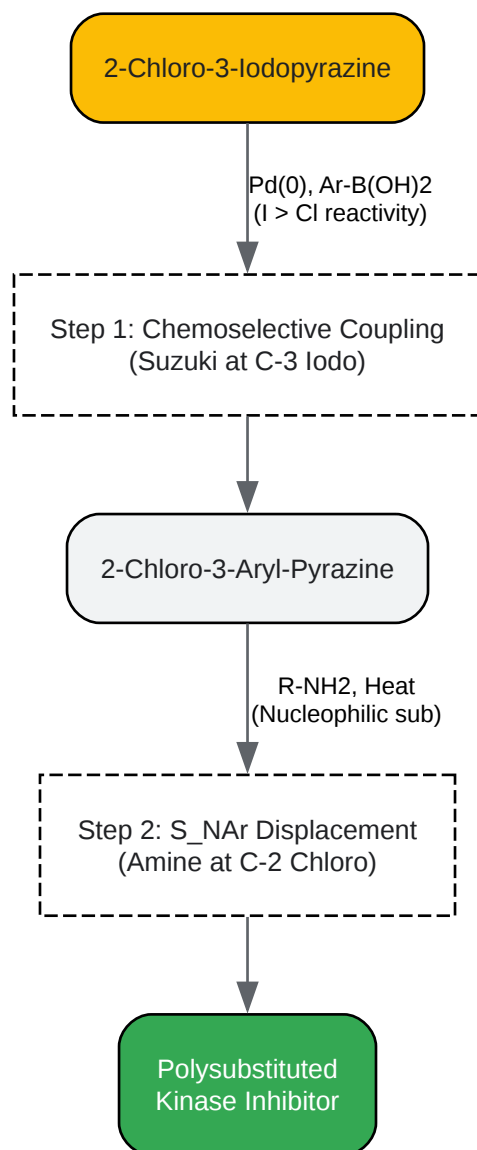 2-Chloro-3-Iodopyrazine
Pd(0), Ar-B(OH)2
(I > Cl reactivity)
Step 1: Chemoselective Coupling
(Suzuki at C-3 Iodo)
2-Chloro-3-Aryl-Pyrazine
R-NH2, Heat
(Nucleophilic sub)
Step 2: S_NAr Displacement
(Amine at C-2 Chloro)
Polysubstituted
Kinase Inhibitor